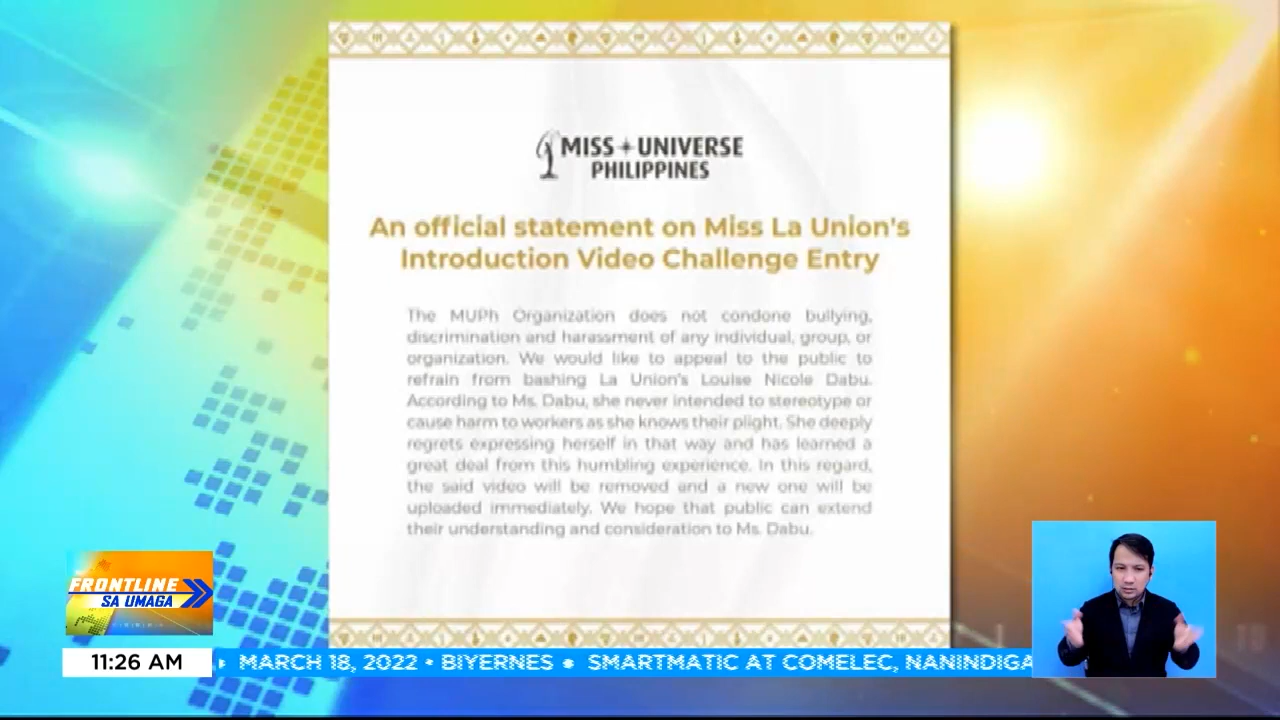 MISS UNIVERSE
PHILIPPINES
An official statement on Miss La Union's
Introduction Video Challenge Entry
The MUPh Organization does not condone bullying,
discrimination and harassment of any individual, group, or
organization. We would like to appeal to the public to
refrain from bashing La Union's Louise Nicole Dabu.
According to Ms. Dabu, she never intended to stereotype or
cause harm to workers as she knows their plight. She deeply
regrets expressing herself in that way and has learned a
great deal from this humbling experience. In this regard,
the said video will be removed and a new one will be
uploaded immediately. We hope that public can extend
their understanding and consideration to Ms. Dabu.
FRONTLINE
SA UMAGA
11:26 AM
MARCH 18, 2022 • BIYERNES • SMARTMATIC AT COMELEC, NANINDIGA